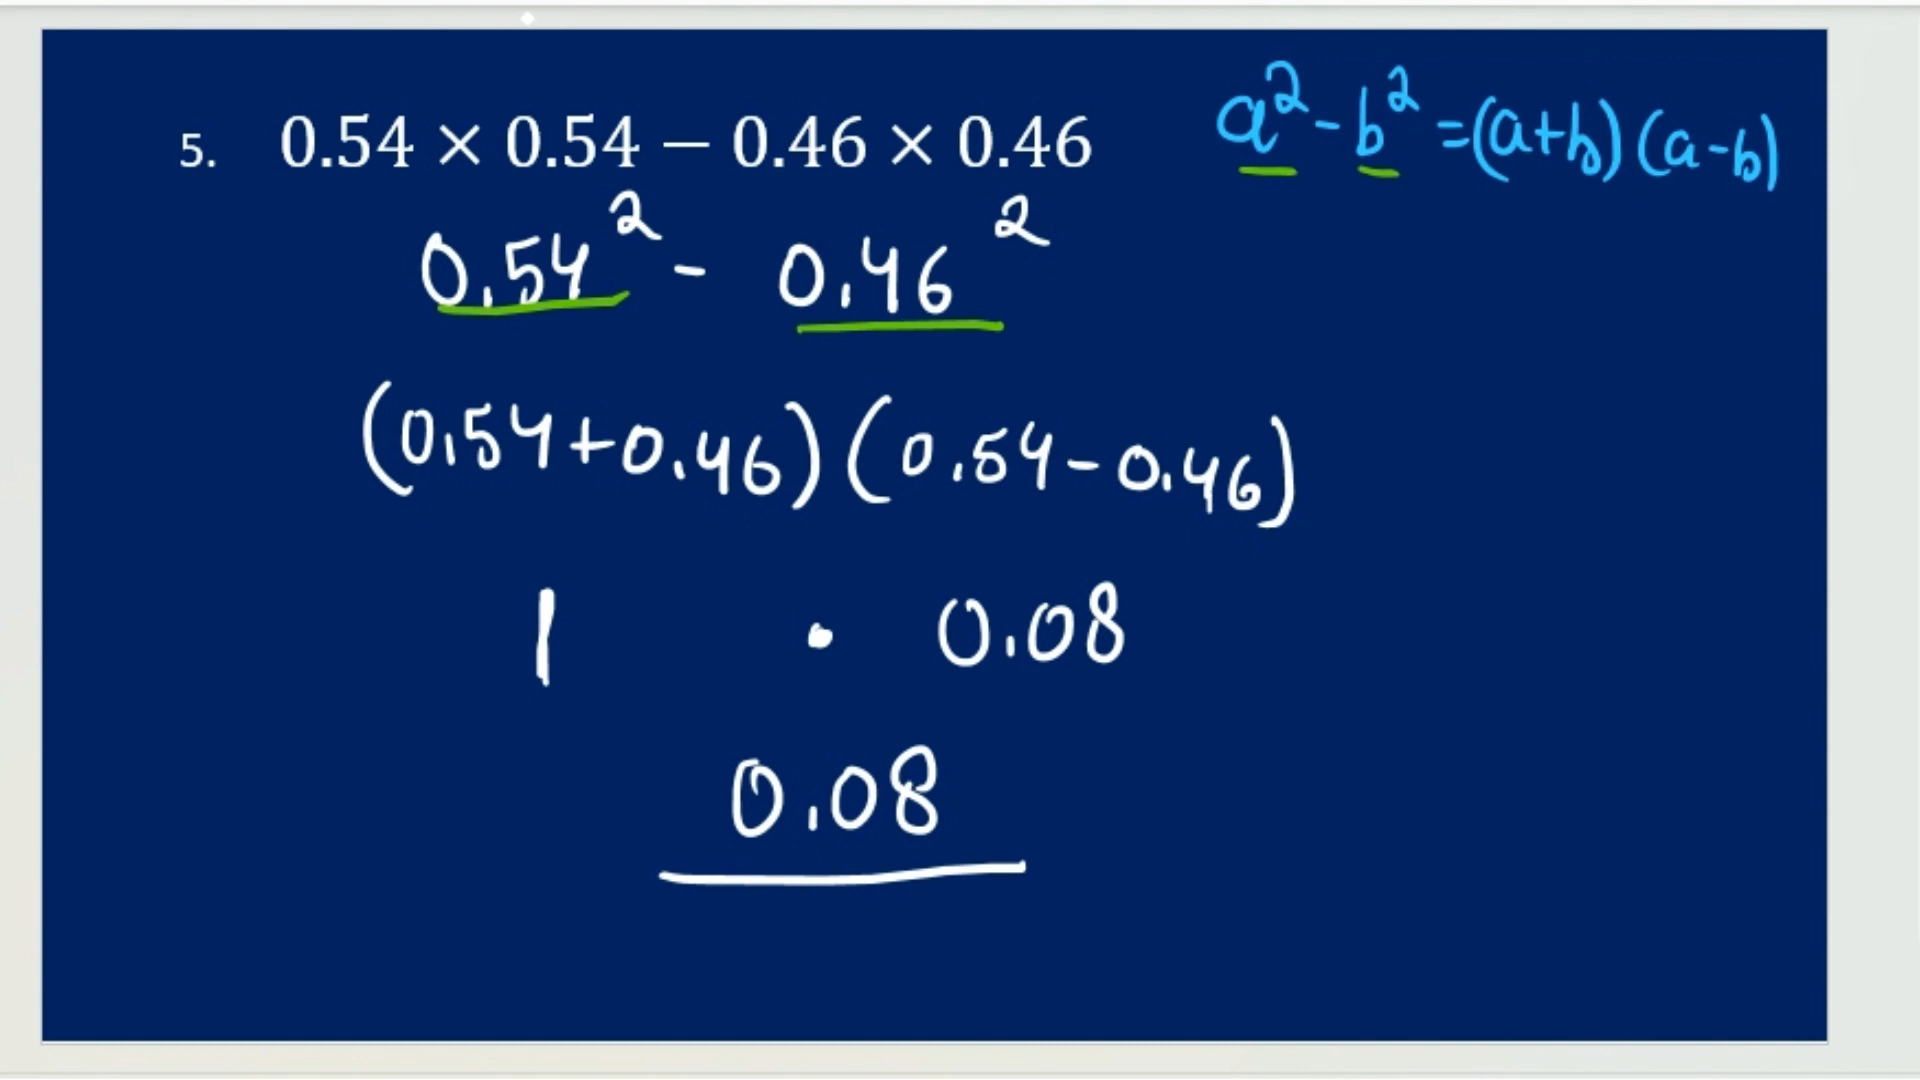 5. 0.54 × 0.54 − 0.46 × 0.46
a² - b² = (a+b)(a-b)
0.54² - 0.46²
(0.54+0.46)(0.54-0.46)
1 · 0.08
0.08